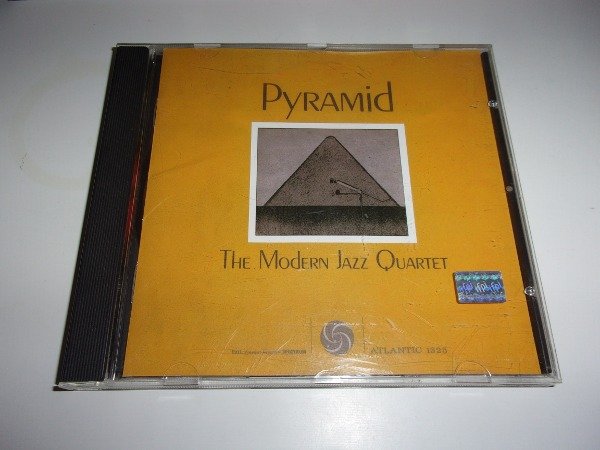 PYRAMid
THE MODERN JAZZ QUARTET
ATLANTIC 1325